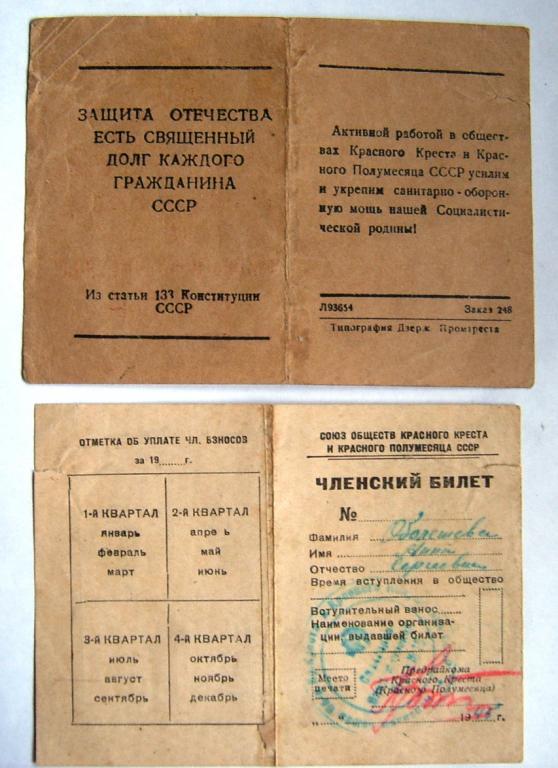 ЗАЩИТА ОТЕЧЕСТВА
ЕСТЬ СВЯЩЕННЫЙ
ДОЛГ КАЖДОГО
ГРАЖДАНИНА
СССР
Из статьи 133 Конституции
СССР
Активной работой в общест-
вах Красного Креста и Крас-
ного Полумесяца СССР усилим
и укрепим санитарно-оборон-
ную мощь нашей Социалисти-
ческой родины!
Л93654 Заказ 248
Типография Дзерж. Промтреста
ОТМЕТКА ОБ УПЛАТЕ ЧЛ. ВЗНОСОВ
за 19......г.
1-й КВАРТАЛ
январь
февраль
март
2-й КВАРТАЛ
апре ь
май
июнь
3-й КВАРТАЛ
июль
август
сентябрь
4-й КВАРТАЛ
октябрь
ноябрь
декабрь
СОЮЗ ОБЩЕСТВ КРАСНОГО КРЕСТА
И КРАСНОГО ПОЛУМЕСЯЦА СССР
ЧЛЕНСКИЙ БИЛЕТ
№
Фамилия
Имя Анна
Отчество Сергеевна
Время вступления в общество
Вступительный взнос
Наименование организа-
ции, выдавшей билет
Место
печати
Предрайкома
Красного Креста
(Красного Полумесяца)
" " 19 г.